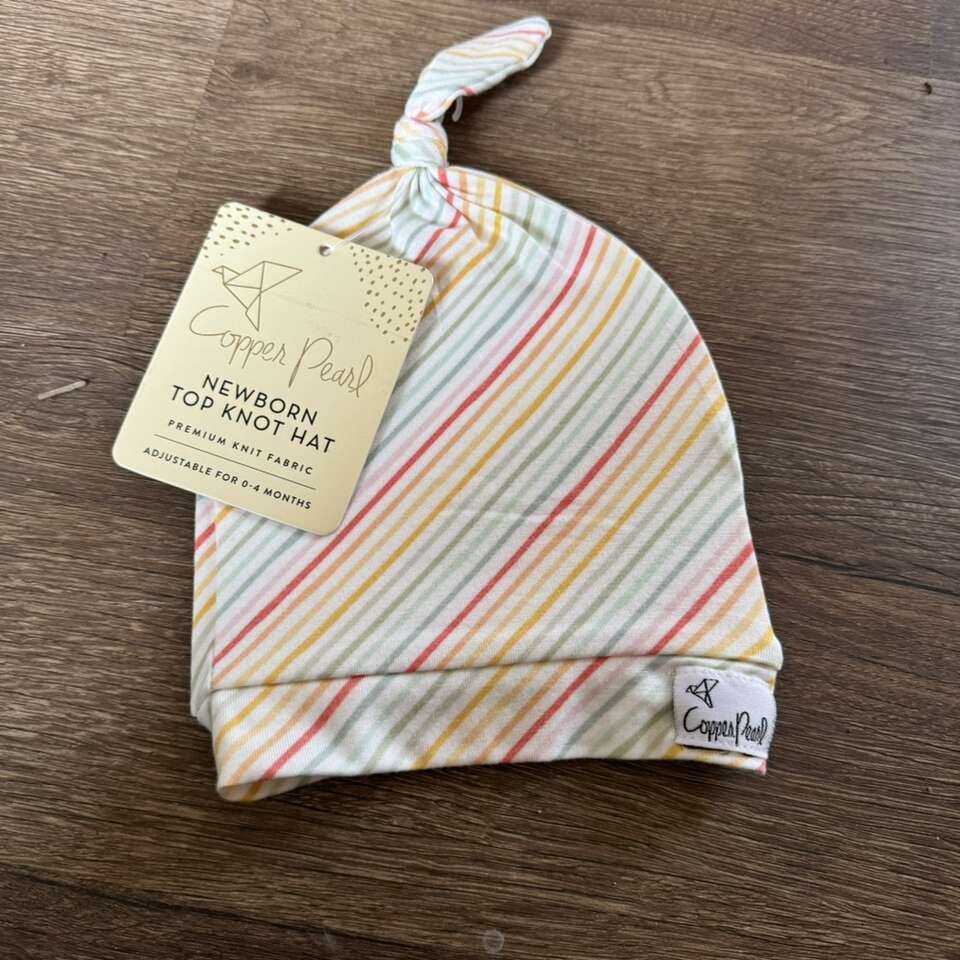 Copper Pearl
NEWBORN
TOP KNOT HAT
PREMIUM KNIT FABRIC
ADJUSTABLE FOR 0-4 MONTHS
Copper Pearl